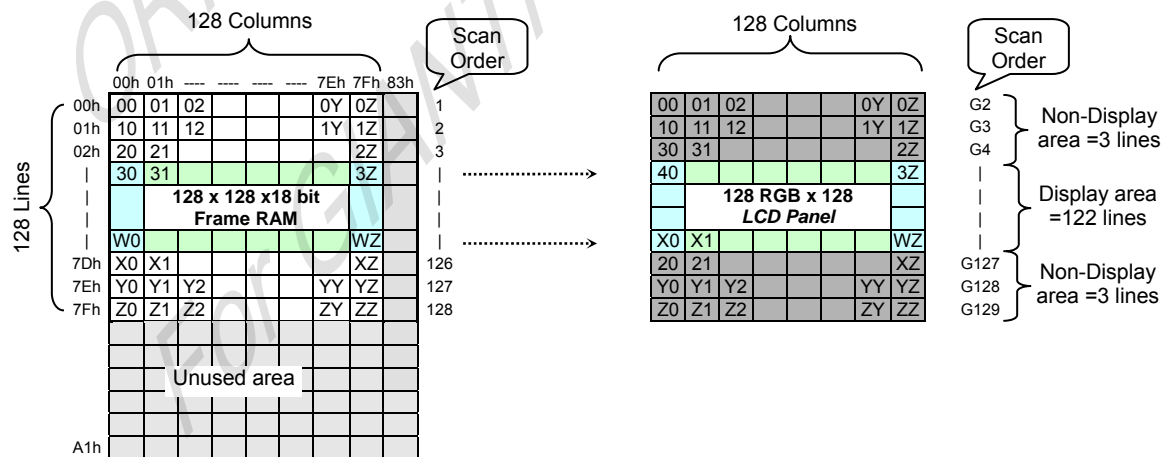 128 Columns
Scan
Order
00h 01h ---- ---- ---- ---- 7Eh 7Fh 83h
00h 00 01 02 0Y 0Z 1
01h 10 11 12 1Y 1Z 2
02h 20 21 2Z 3
30 31 3Z
128 x 128 x18 bit
Frame RAM
W0 WZ
7Dh X0 X1 XZ 126
7Eh Y0 Y1 Y2 YY YZ 127
7Fh Z0 Z1 Z2 ZY ZZ 128
128 Lines
Unused area
A1h
128 Columns
Scan
Order
00 01 02 0Y 0Z G2
10 11 12 1Y 1Z G3
30 31 2Z G4
Non-Display
area =3 lines
40 3Z
128 RGB x 128
LCD Panel
Display area
=122 lines
X0 X1 WZ
20 21 XZ G127
Y0 Y1 Y2 YY YZ G128
Z0 Z1 Z2 ZY ZZ G129
Non-Display
area =3 lines